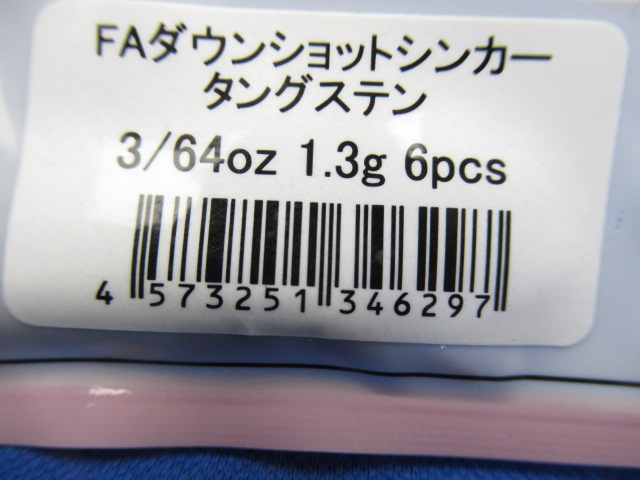 FAダウンショットシンカー
タングステン
3/64oz 1.3g 6pcs
4 573251 346297